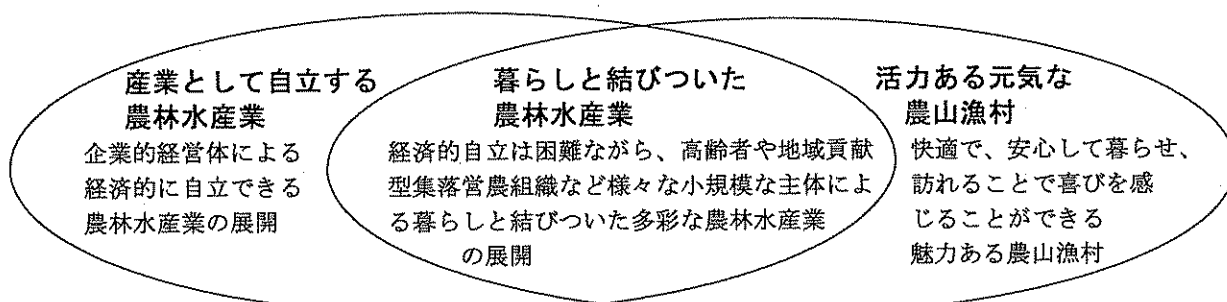 産業として自立する
農林水産業
企業的経営体による
経済的に自立できる
農林水産業の展開
暮らしと結びついた
農林水産業
経済的自立は困難ながら、高齢者や地域貢献
型集落営農組織など様々な小規模な主体によ
る暮らしと結びついた多彩な農林水産業
の展開
活力ある元気な
農山漁村
快適で、安心して暮らせ、
訪れることで喜びを感
じることができる
魅力ある農山漁村